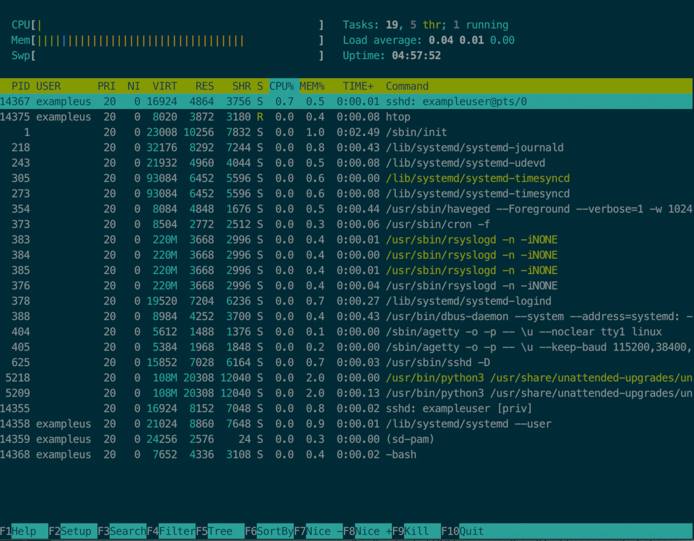 CPU[|                                             ]   Tasks: 19, 5 thr; 1 running
Mem[||||||||||||||||||||||||||||||||||            ]   Load average: 0.04 0.01 0.00
Swp[                                              ]   Uptime: 04:57:52
PID USER PRI NI VIRT RES SHR S CPU% MEM% TIME+ Command
14367 exampleus 20 0 16924 4864 3756 S 0.7 0.5 0:00.01 sshd: exampleuser@pts/0
14375 exampleus 20 0 8020 3872 3180 R 0.0 0.4 0:00.08 htop
1 20 0 23008 10256 7832 S 0.0 1.0 0:02.49 /sbin/init
218 20 0 32176 8292 7244 S 0.0 0.8 0:00.43 /lib/systemd/systemd-journald
243 20 0 21932 4960 4044 S 0.0 0.5 0:00.08 /lib/systemd/systemd-udevd
305 20 0 93084 6452 5596 S 0.0 0.6 0:00.00 /lib/systemd/systemd-timesyncd
273 20 0 93084 6452 5596 S 0.0 0.6 0:00.08 /lib/systemd/systemd-timesyncd
354 20 0 8084 4848 1676 S 0.0 0.5 0:00.44 /usr/sbin/haveged --Foreground --verbose=1 -w 1024
373 20 0 8504 2772 2512 S 0.0 0.3 0:00.06 /usr/sbin/cron -f
383 20 0 220M 3668 2996 S 0.0 0.4 0:00.01 /usr/sbin/rsyslogd -n -iNONE
384 20 0 220M 3668 2996 S 0.0 0.4 0:00.00 /usr/sbin/rsyslogd -n -iNONE
385 20 0 220M 3668 2996 S 0.0 0.4 0:00.01 /usr/sbin/rsyslogd -n -iNONE
376 20 0 220M 3668 2996 S 0.0 0.4 0:00.04 /usr/sbin/rsyslogd -n -iNONE
378 20 0 19520 7204 6236 S 0.0 0.7 0:00.27 /lib/systemd/systemd-logind
388 20 0 8984 4252 3700 S 0.0 0.4 0:00.43 /usr/bin/dbus-daemon --system --address=systemd: -
404 20 0 5612 1488 1376 S 0.0 0.1 0:00.00 /sbin/agetty -o -p -- \u --noclear tty1 linux
405 20 0 5384 1968 1848 S 0.0 0.2 0:00.00 /sbin/agetty -o -p -- \u --keep-baud 115200,38400,
625 20 0 15852 7028 6164 S 0.0 0.7 0:00.03 /usr/sbin/sshd -D
5218 20 0 108M 20308 12040 S 0.0 2.0 0:00.00 /usr/bin/python3 /usr/share/unattended-upgrades/un
5209 20 0 108M 20308 12040 S 0.0 2.0 0:00.13 /usr/bin/python3 /usr/share/unattended-upgrades/un
14355 20 0 16924 8152 7048 S 0.0 0.8 0:00.02 sshd: exampleuser [priv]
14358 exampleus 20 0 21024 8860 7648 S 0.0 0.9 0:00.01 /lib/systemd/systemd --user
14359 exampleus 20 0 24256 2576 24 S 0.0 0.3 0:00.00 (sd-pam)
14368 exampleus 20 0 7652 4336 3108 S 0.0 0.4 0:00.02 -bash
F1Help F2Setup F3SearchF4FilterF5Tree F6SortByF7Nice -F8Nice +F9Kill F10Quit